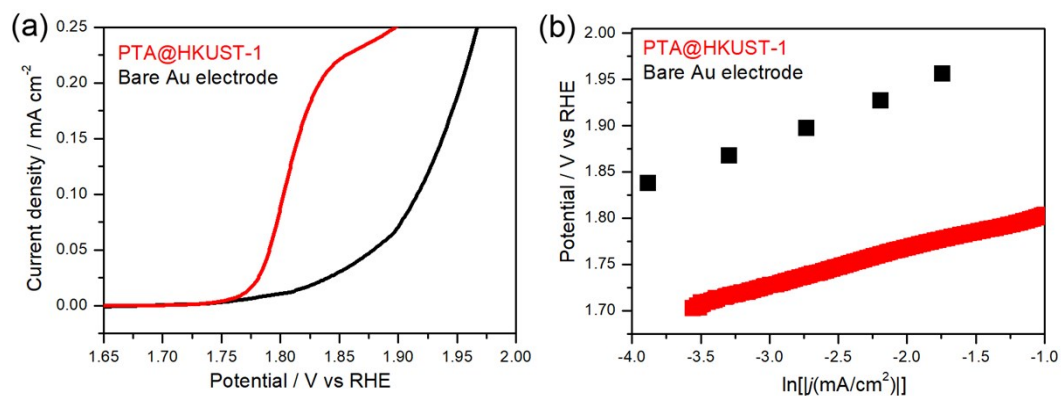 (a)
PTA@HKUST-1
Bare Au electrode
Current density / mA cm⁻²
0.25
0.20
0.15
0.10
0.05
0.00
1.65 1.70 1.75 1.80 1.85 1.90 1.95 2.00
Potential / V vs RHE
(b)
PTA@HKUST-1
Bare Au electrode
Potential / V vs RHE
2.00
1.95
1.90
1.85
1.80
1.75
1.70
-4.0 -3.5 -3.0 -2.5 -2.0 -1.5 -1.0
ln[|j(mA/cm²)|]